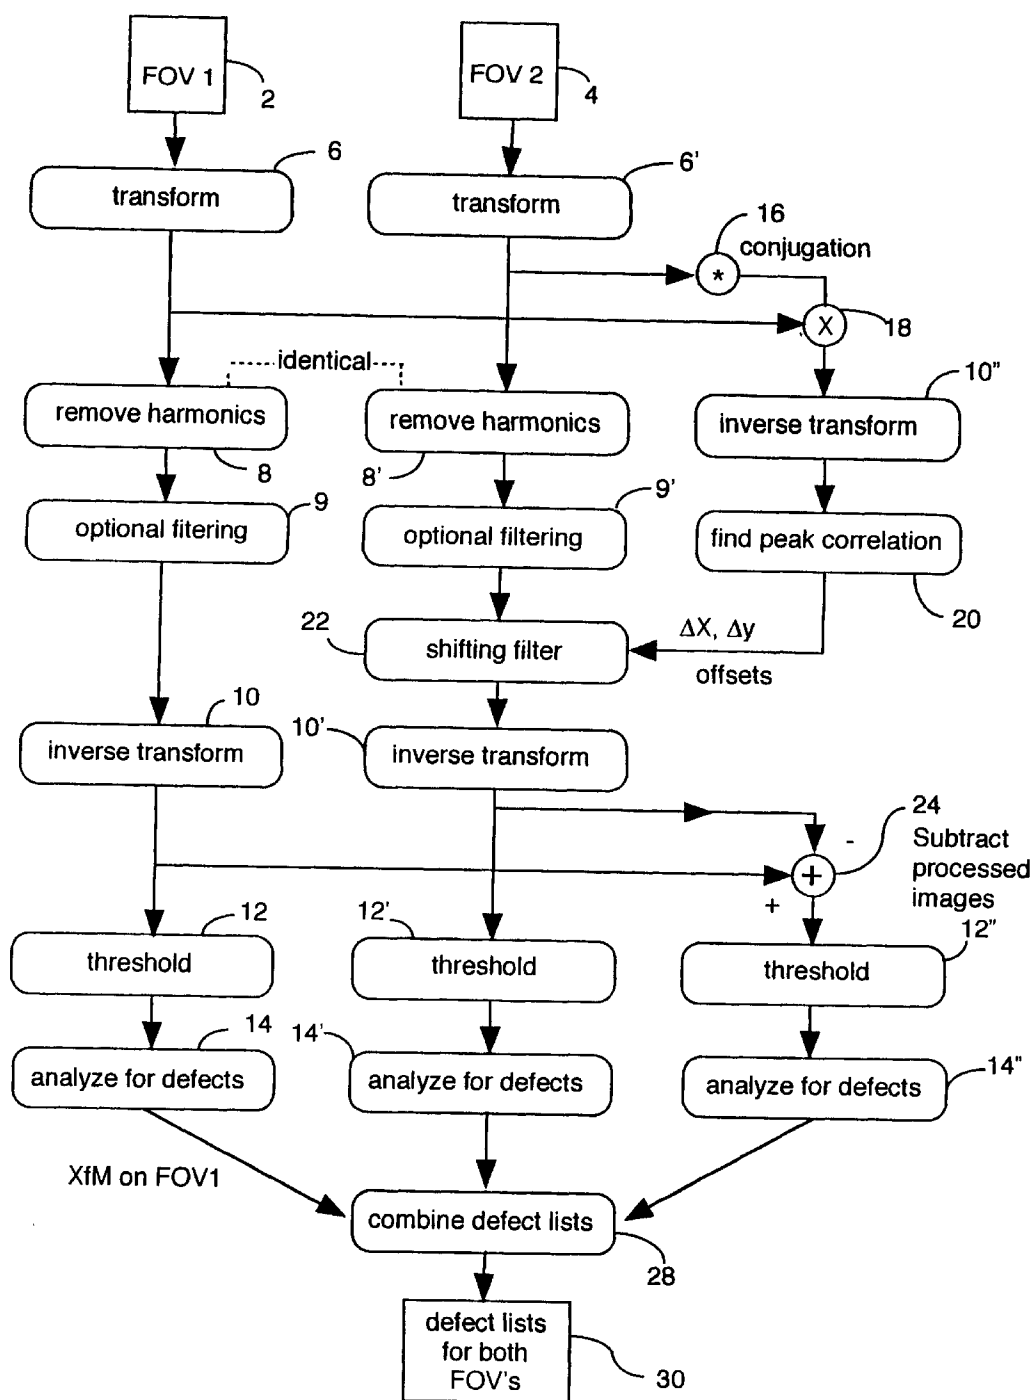 FOV 1
2
FOV 2
4
6
transform
6'
transform
16
conjugation
*
X
18
identical
remove harmonics
8
remove harmonics
8'
10"
inverse transform
9
optional fitering
9'
optional filtering
find peak correlation
20
22
shifting filter
ΔX, Δy
offsets
10
inverse transform
10'
inverse transform
24
Subtract
processed
images
-
+
+
12
threshold
12'
threshold
12"
threshold
14
analyze for defects
14'
analyze for defects
14"
analyze for defects
XfM on FOV1
combine defect lists
28
defect lists
for both
FOV's
30